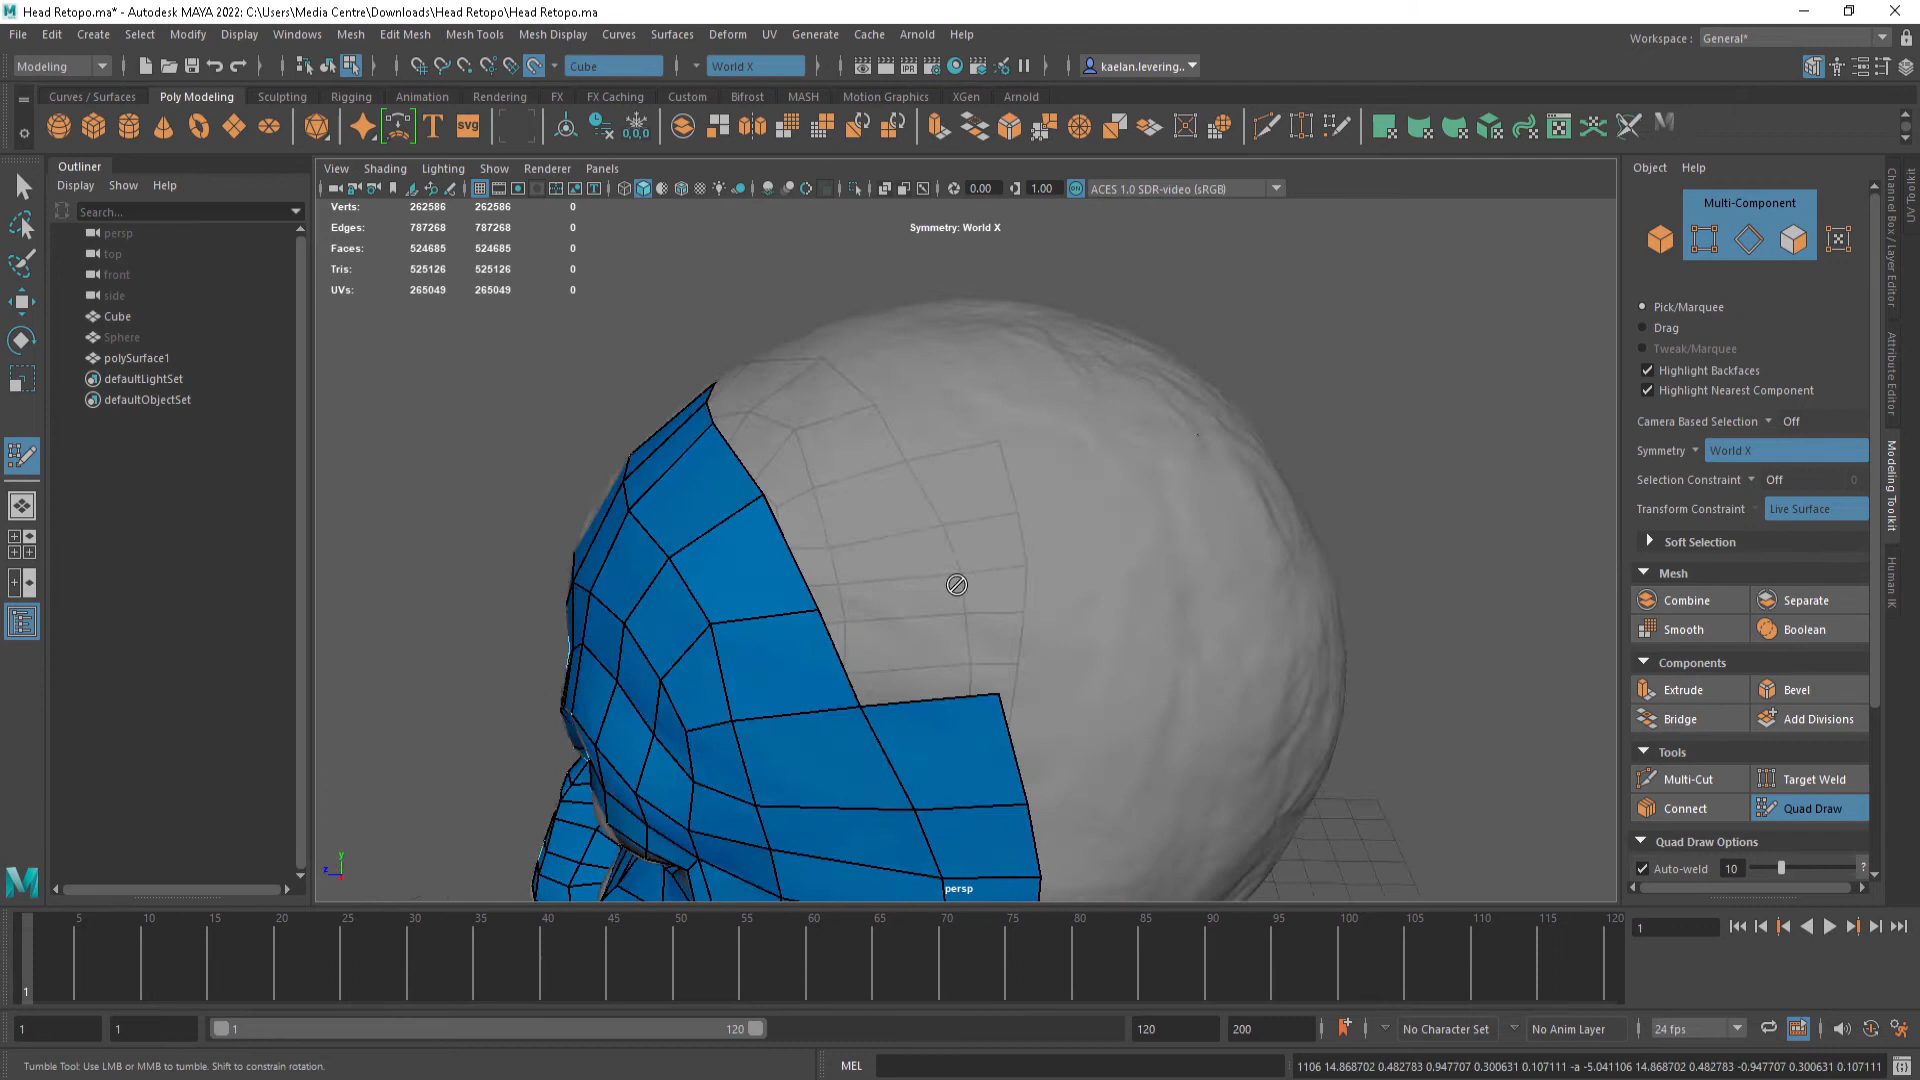 Head Retopo.ma* - Autodesk MAYA 2022: C:\Users\Media Centre\Downloads\Head Retopo\Head Retopo.ma
File Edit Create Select Modify Display Windows Mesh Edit Mesh Mesh Tools Mesh Display Curves Surfaces Deform UV Generate Cache Arnold Help
Workspace : General*
Modeling Cube World X kaelan.levering..
Curves / Surfaces Poly Modeling Sculpting Rigging Animation Rendering FX FX Caching Custom Bifrost MASH Motion Graphics XGen Arnold
T SVG 0,0,0
Outliner
Display Show Help
Search...
persp
top
front
side
Cube
Sphere
polySurface1
defaultLightSet
defaultObjectSet
View Shading Lighting Show Renderer Panels
0.00 1.00 ACES 1.0 SDR-video (sRGB)
Verts: 262586 262586 0
Edges: 787268 787268 0
Faces: 524685 524685 0
Tris: 525126 525126 0
UVs: 265049 265049 0
Symmetry: World X
persp
y
z
Object Help
Multi-Component
Pick/Marquee
Drag
Tweak/Marquee
Highlight Backfaces
Highlight Nearest Component
Camera Based Selection Off
Symmetry World X
Selection Constraint Off 0
Transform Constraint Live Surface
Soft Selection
Mesh
Combine Separate
Smooth Boolean
Components
Extrude Bevel
Bridge Add Divisions
Tools
Multi-Cut Target Weld
Connect Quad Draw
Quad Draw Options
Auto-weld 10 ?
Channel Box / Layer Editor
Attribute Editor
Modeling Toolkit
Human IK
UV Toolkit
5 10 15 20 25 30 35 40 45 50 55 60 65 70 75 80 85 90 95 100 105 110 115 120
1
1
1 1 1 120 120 200 No Character Set No Anim Layer 24 fps
Tumble Tool: Use LMB or MMB to tumble. Shift to constrain rotation.
MEL
1106 14.868702 0.482783 0.947707 0.300631 0.107111 -a -5.041106 14.868702 0.482783 -0.947707 0.300631 0.107111